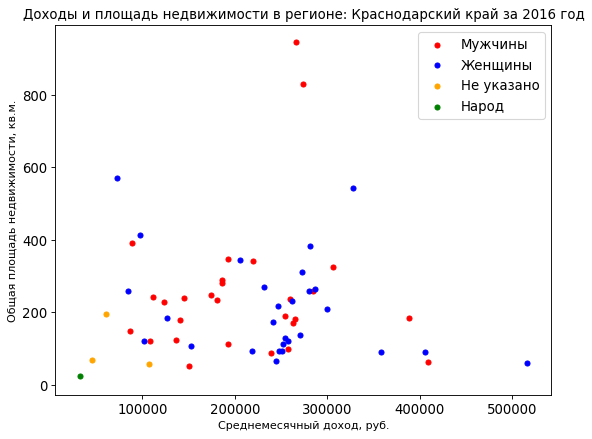 Доходы и площадь недвижимости в регионе: Краснодарский край за 2016 год
Мужчины
Женщины
Не указано
Народ
Общая площадь недвижимости, кв.м.
800
600
400
200
0
100000 200000 300000 400000 500000
Среднемесячный доход, руб.